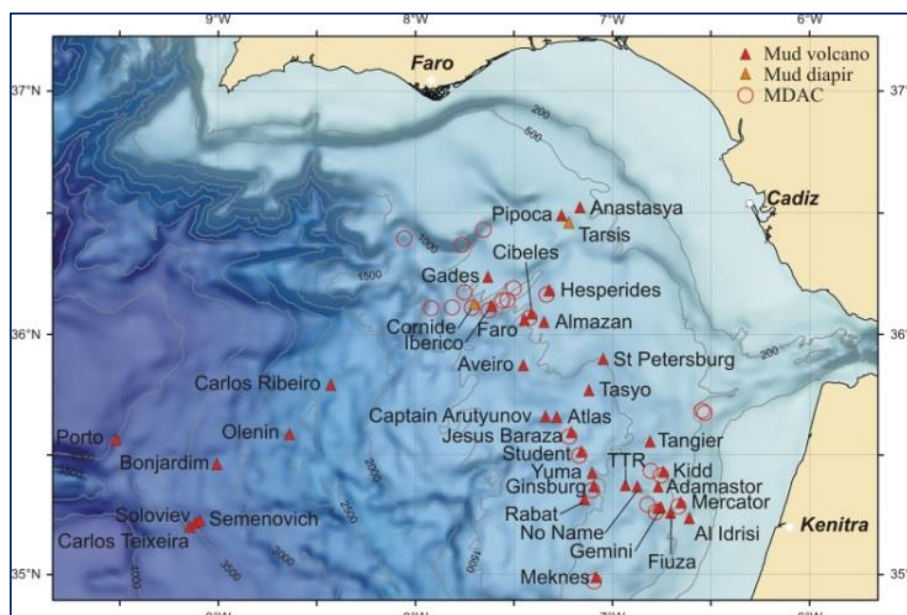 9°W 8°W 7°W 6°W
37°N
36°N
35°N
37°N
36°N
35°N
Faro
Mud volcano
Mud diapir
MDAC
200
500
Cadiz
Pipoca
Anastasya
Tarsis
Cibeles
1000
1500
Gades
Hesperides
Cornide
Iberico
Faro
Almazan
200
Aveiro
St Petersburg
Carlos Ribeiro
Tasyo
Captain Arutyunov
Atlas
Porto
Olenin
Jesus Baraza
Tangier
Bonjardim
2000
Student
TTR
Kidd
Yuma
Adamastor
Ginsburg
Mercator
Soloviev
Semenovich
2500
Rabat
No Name
Al Idrisi
Kenitra
Carlos Teixeira
3000
Gemini
Fiuza
3500
4000
1500
Meknes